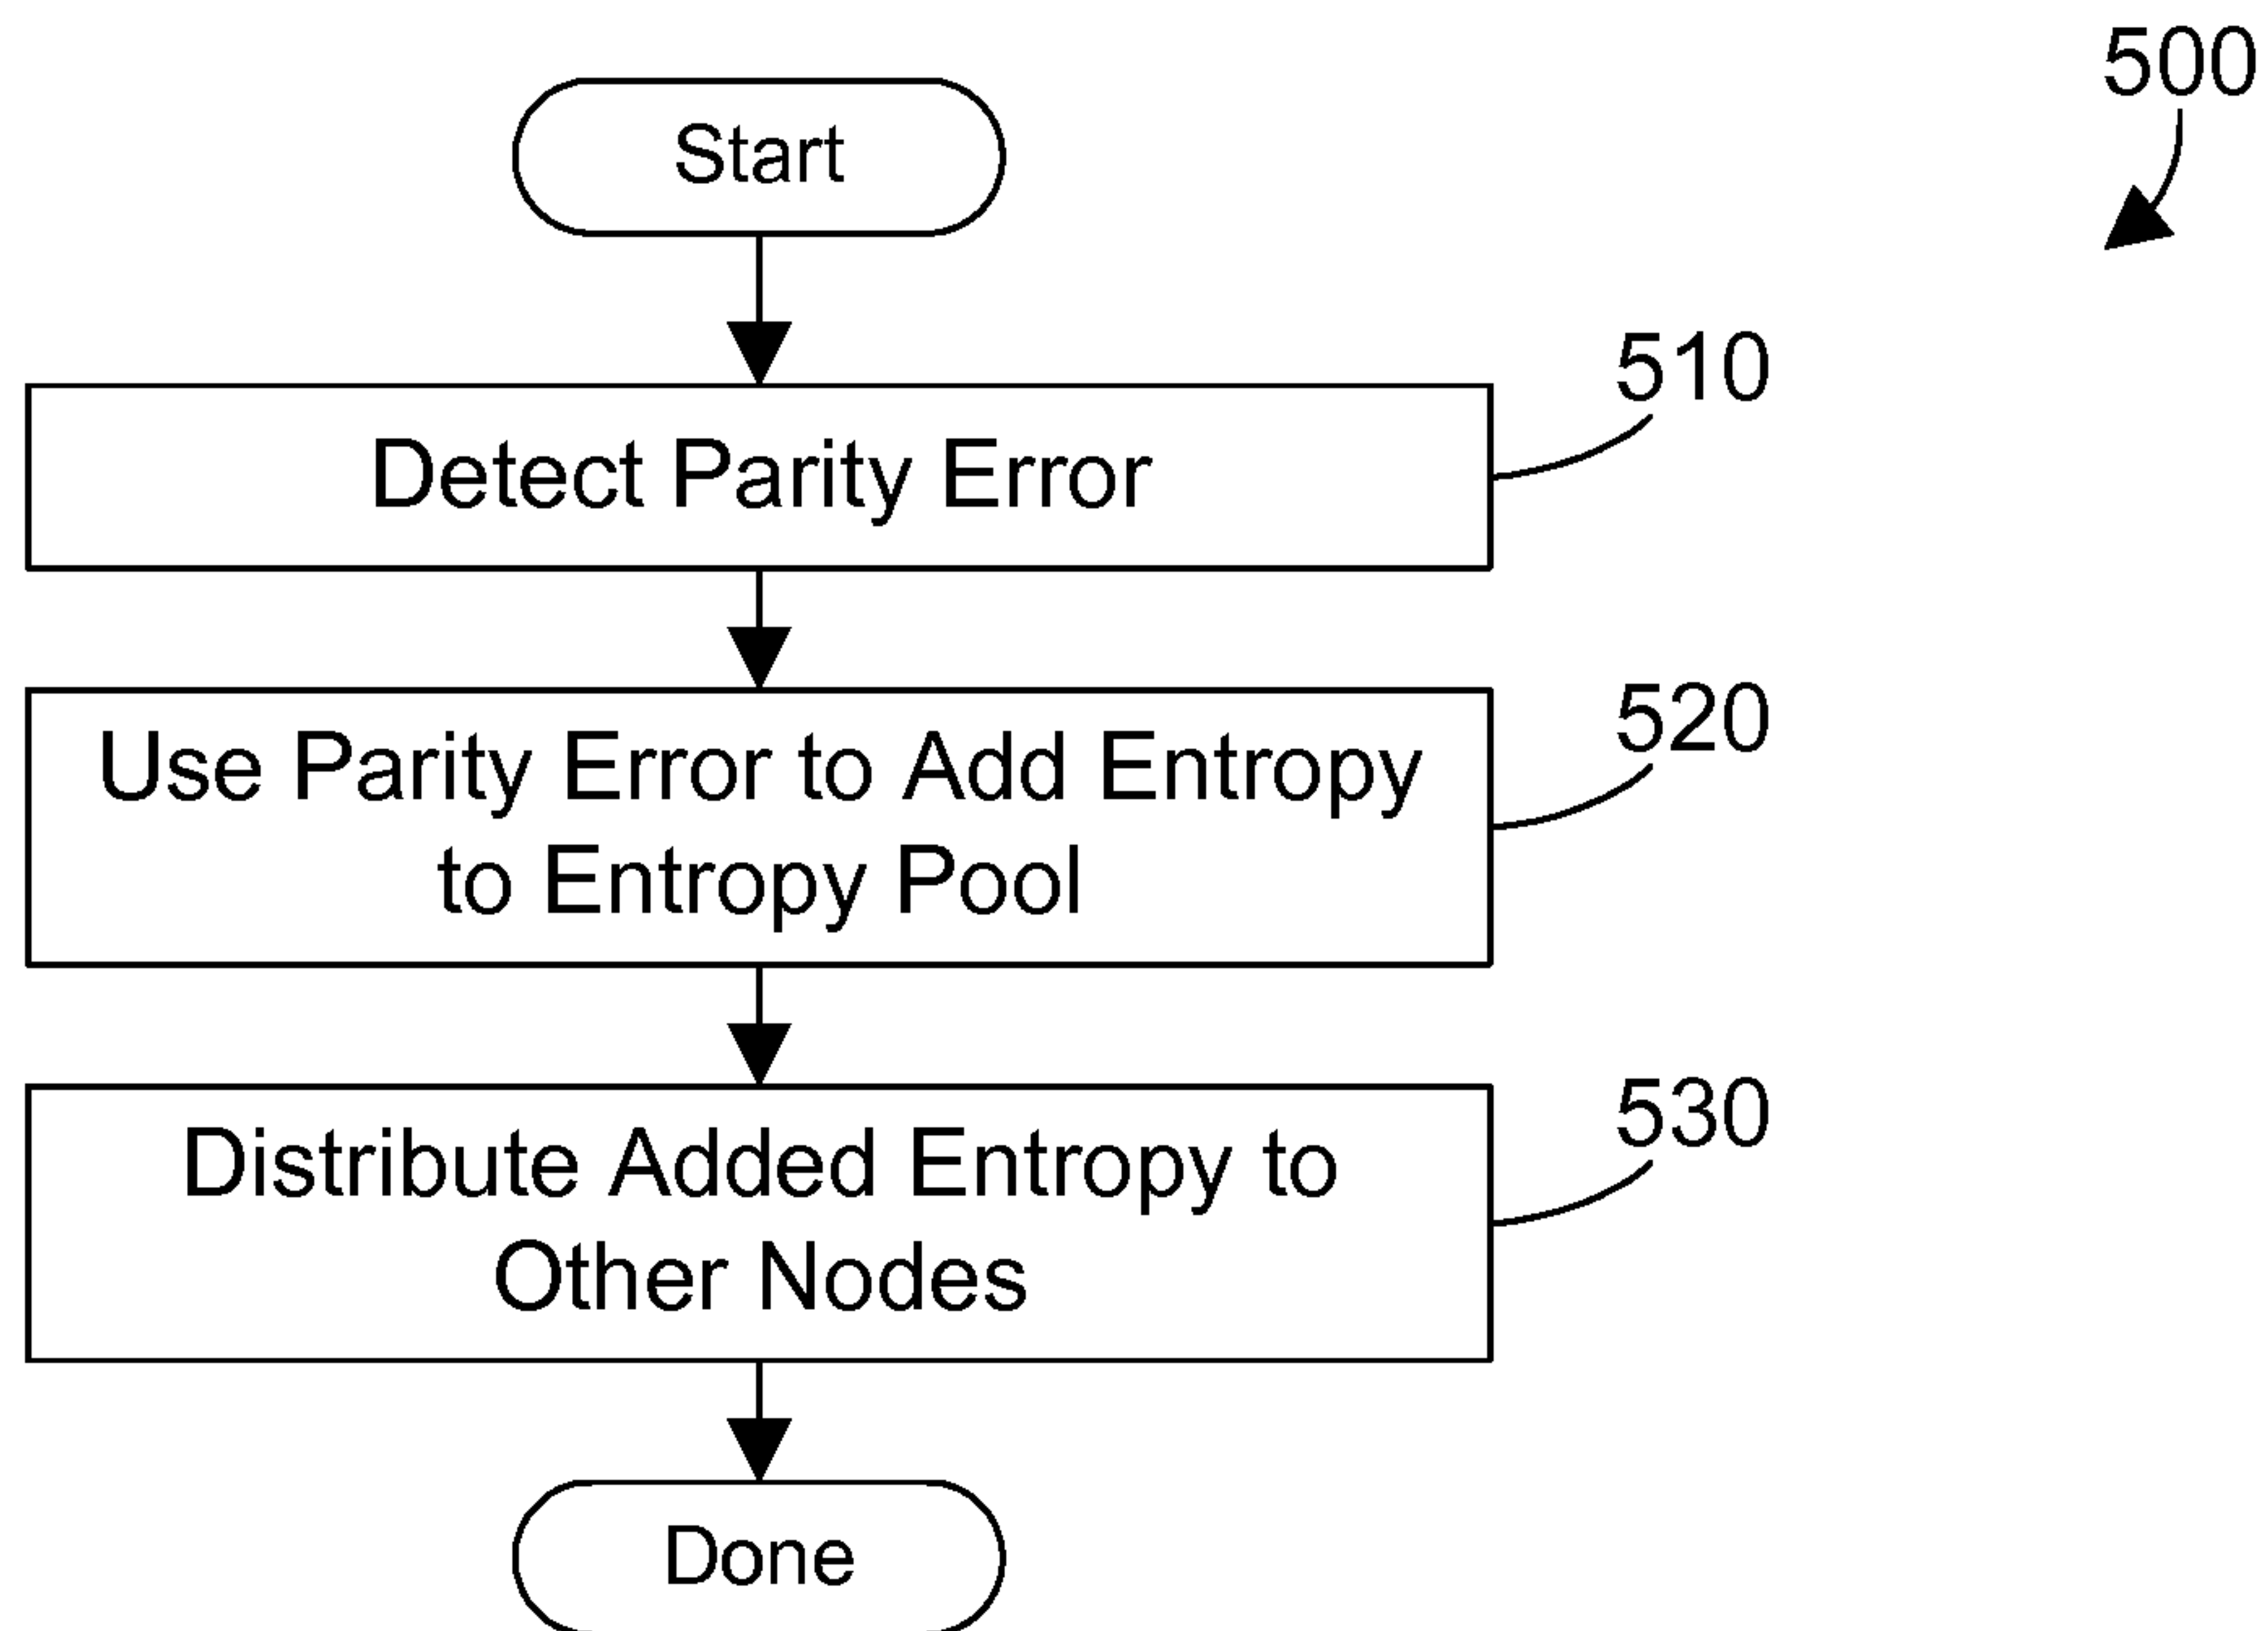 500
Start
510
Detect Parity Error
520
Use Parity Error to Add Entropy
to Entropy Pool
530
Distribute Added Entropy to
Other Nodes
Done